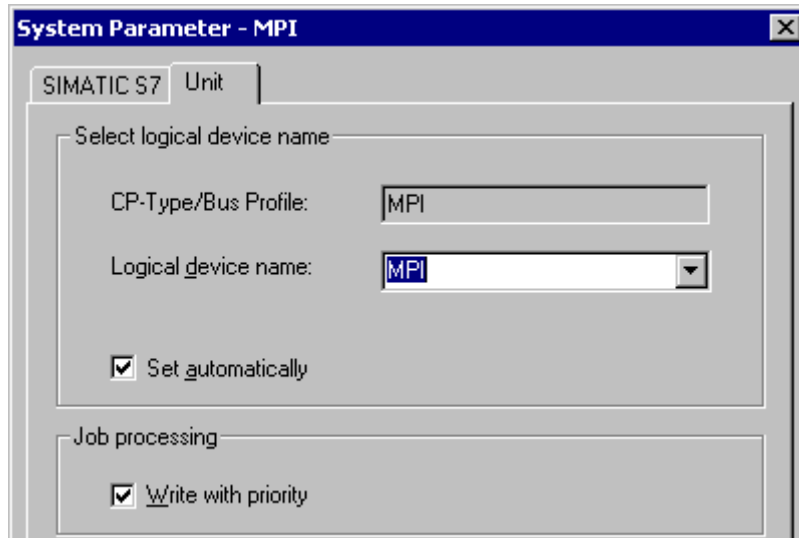 System Parameter - MPI
SIMATIC S7 Unit
Select logical device name
CP-Type/Bus Profile: MPI
Logical device name: MPI
Set automatically
Job processing
Write with priority